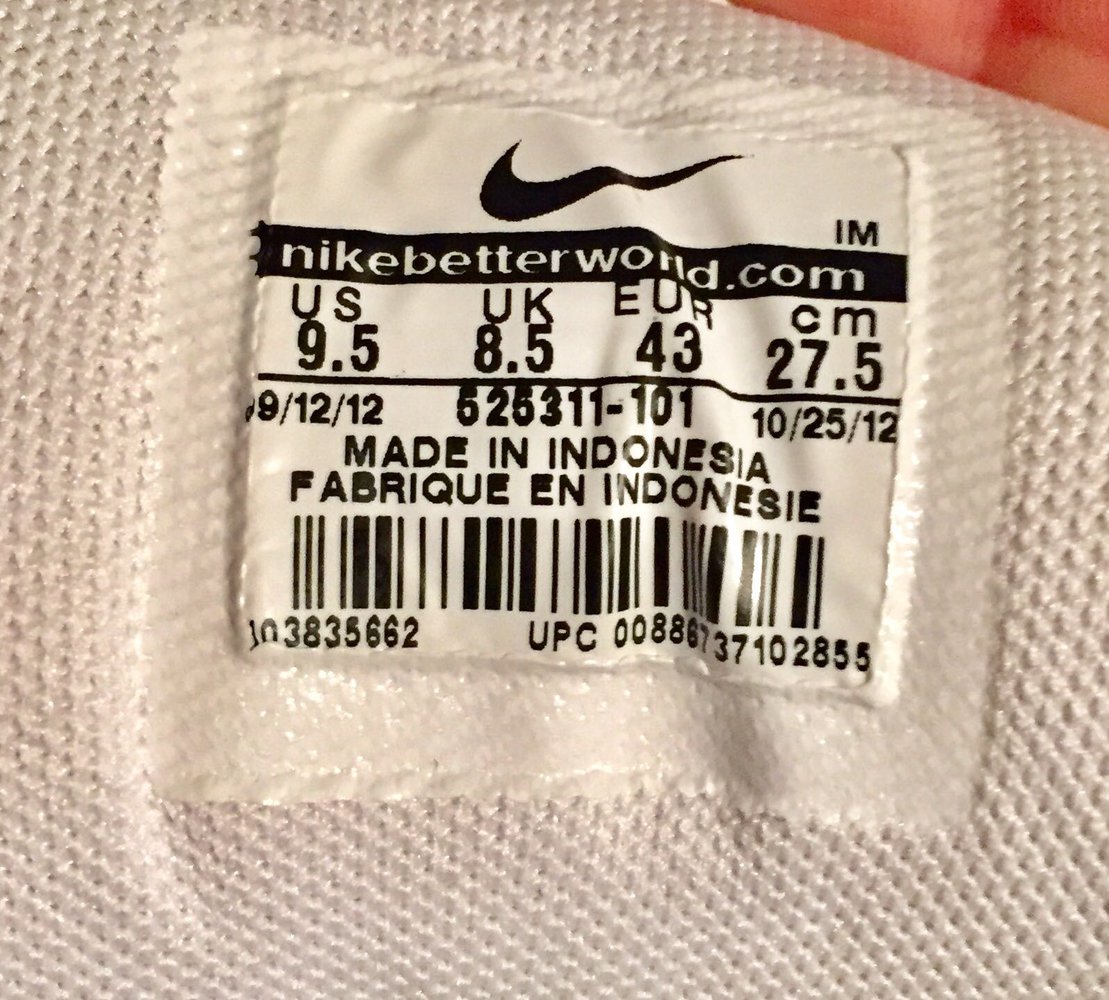 IM
nikebetterworld.com
US UK EUR cm
9.5 8.5 43 27.5
09/12/12 525311-101 10/25/12
MADE IN INDONESIA
FABRIQUE EN INDONESIE
103835662 UPC 00886737102855